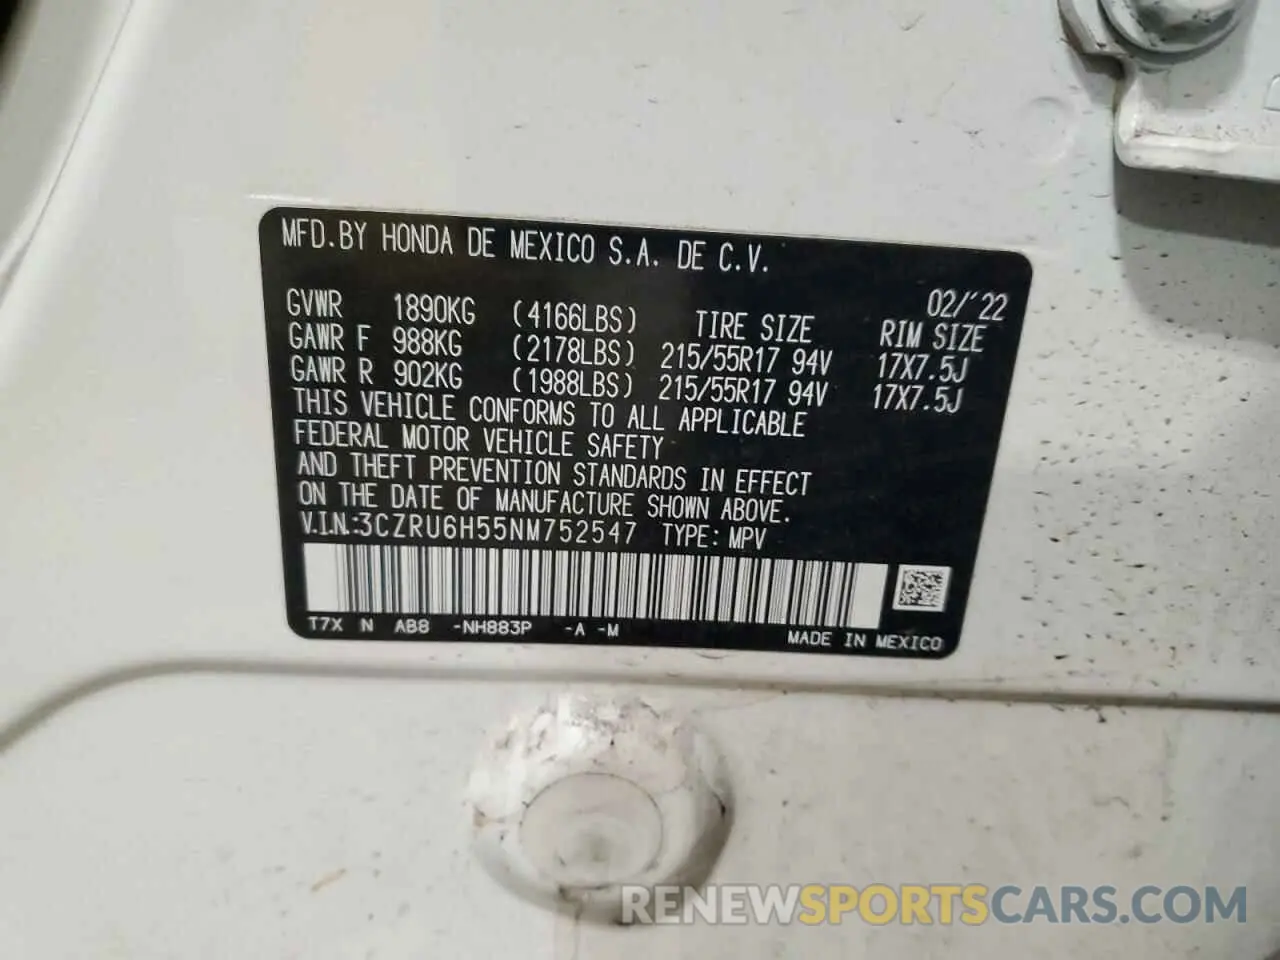 MFD.BY HONDA DE MEXICO S.A. DE C.V.
02/'22
GVWR 1890KG (4166LBS) TIRE SIZE RIM SIZE
GAWR F 988KG (2178LBS) 215/55R17 94V 17X7.5J
GAWR R 902KG (1988LBS) 215/55R17 94V 17X7.5J
THIS VEHICLE CONFORMS TO ALL APPLICABLE
FEDERAL MOTOR VEHICLE SAFETY
AND THEFT PREVENTION STANDARDS IN EFFECT
ON THE DATE OF MANUFACTURE SHOWN ABOVE.
V.I.N.:3CZRU6H55NM752547 TYPE: MPV
T7X N AB8 -NH883P -A -M
MADE IN MEXICO
RENEWSPORTSCARS.COM